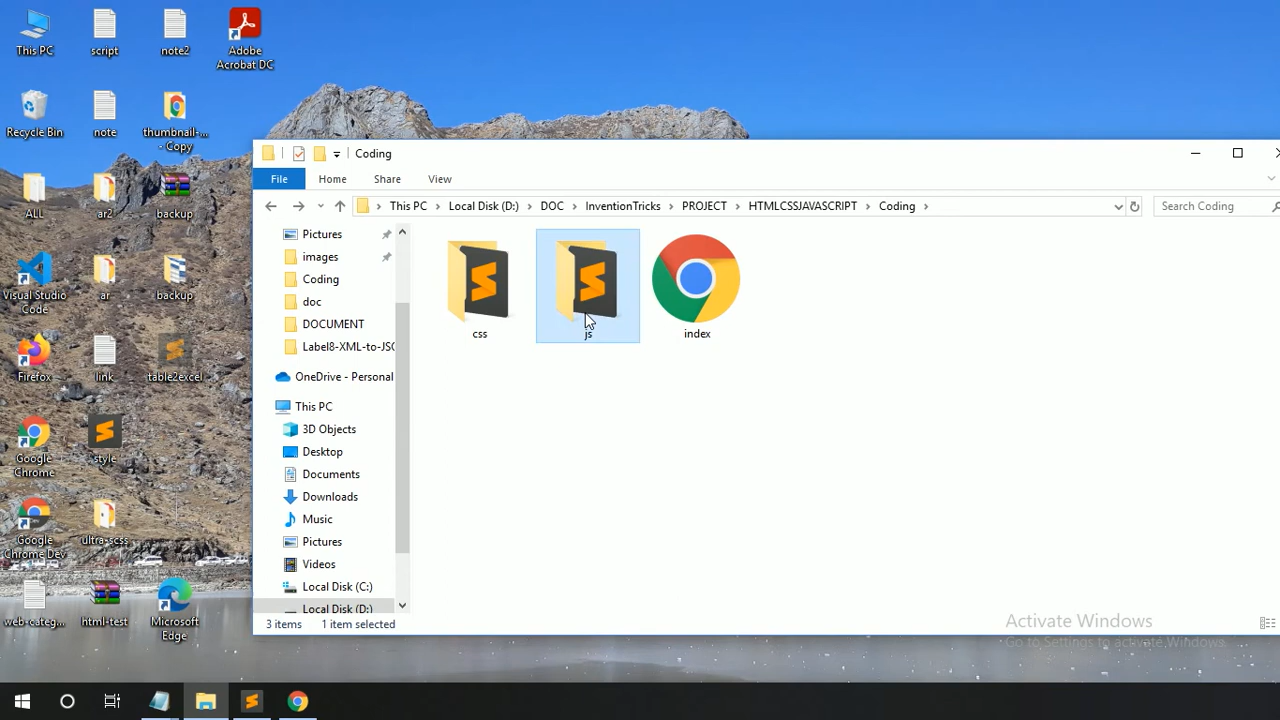 This PC
script
note2
Adobe
Acrobat DC
Recycle Bin
note
thumbnail-...
- Copy
ALL
ar2
backup
Visual Studio
Code
ar
backup
Firefox
link
table2excel
Google
Chrome
style
Google
Chrome Dev
ultra-scss
web-categ...
html-test
Microsoft
Edge
Coding
File
Home
Share
View
This PC
Local Disk (D:)
DOC
InventionTricks
PROJECT
HTMLCSSJAVASCRIPT
Coding
Search Coding
Pictures
images
Coding
doc
DOCUMENT
Label8-XML-to-JSO
OneDrive - Personal
This PC
3D Objects
Desktop
Documents
Downloads
Music
Pictures
Videos
Local Disk (C:)
Local Disk (D:)
css
js
index
3 items
1 item selected
Activate Windows
Go to Settings to activate Windows.